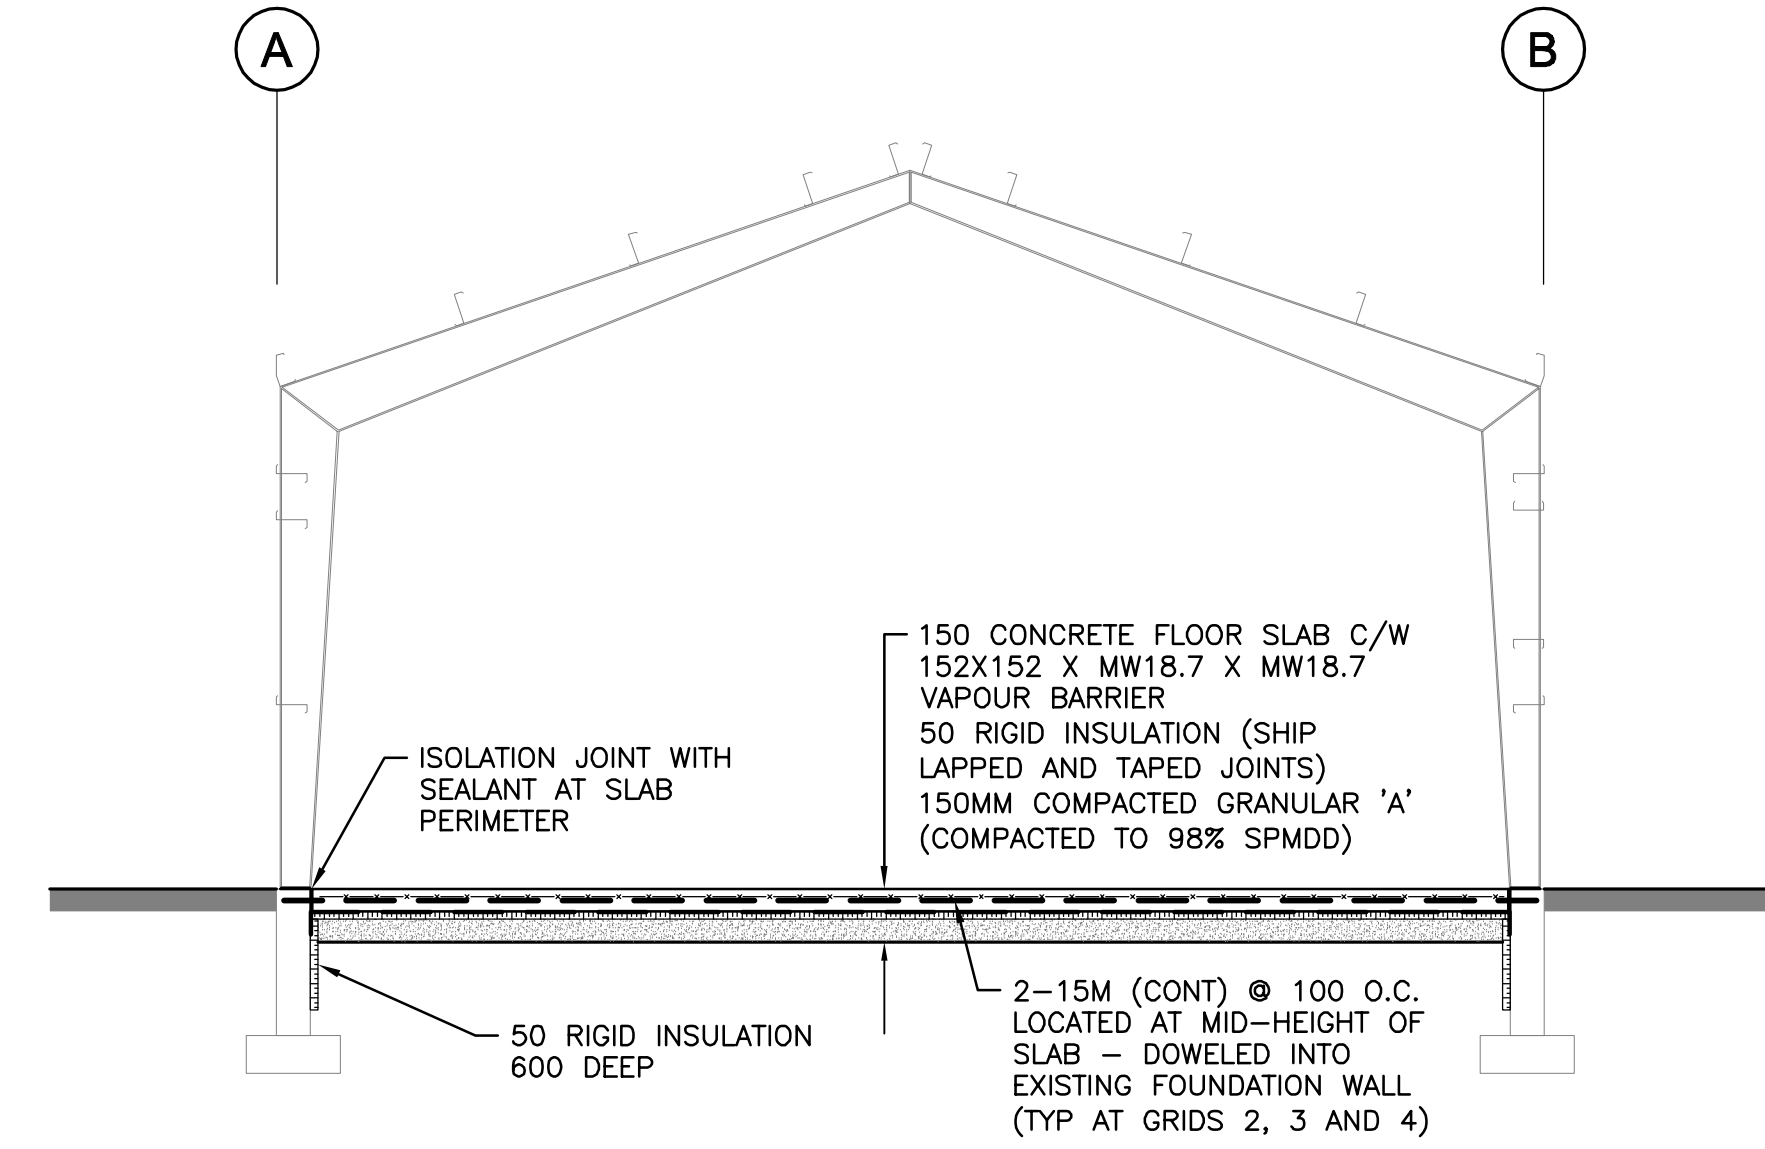 A
B
150 CONCRETE FLOOR SLAB C/W
152X152 X MW18.7 X MW18.7
VAPOUR BARRIER
50 RIGID INSULATION (SHIP
LAPPED AND TAPED JOINTS)
150MM COMPACTED GRANULAR 'A'
(COMPACTED TO 98% SPMDD)
ISOLATION JOINT WITH
SEALANT AT SLAB
PERIMETER
50 RIGID INSULATION
600 DEEP
2-15M (CONT) @ 100 O.C.
LOCATED AT MID-HEIGHT OF
SLAB - DOWELED INTO
EXISTING FOUNDATION WALL
(TYP AT GRIDS 2, 3 AND 4)